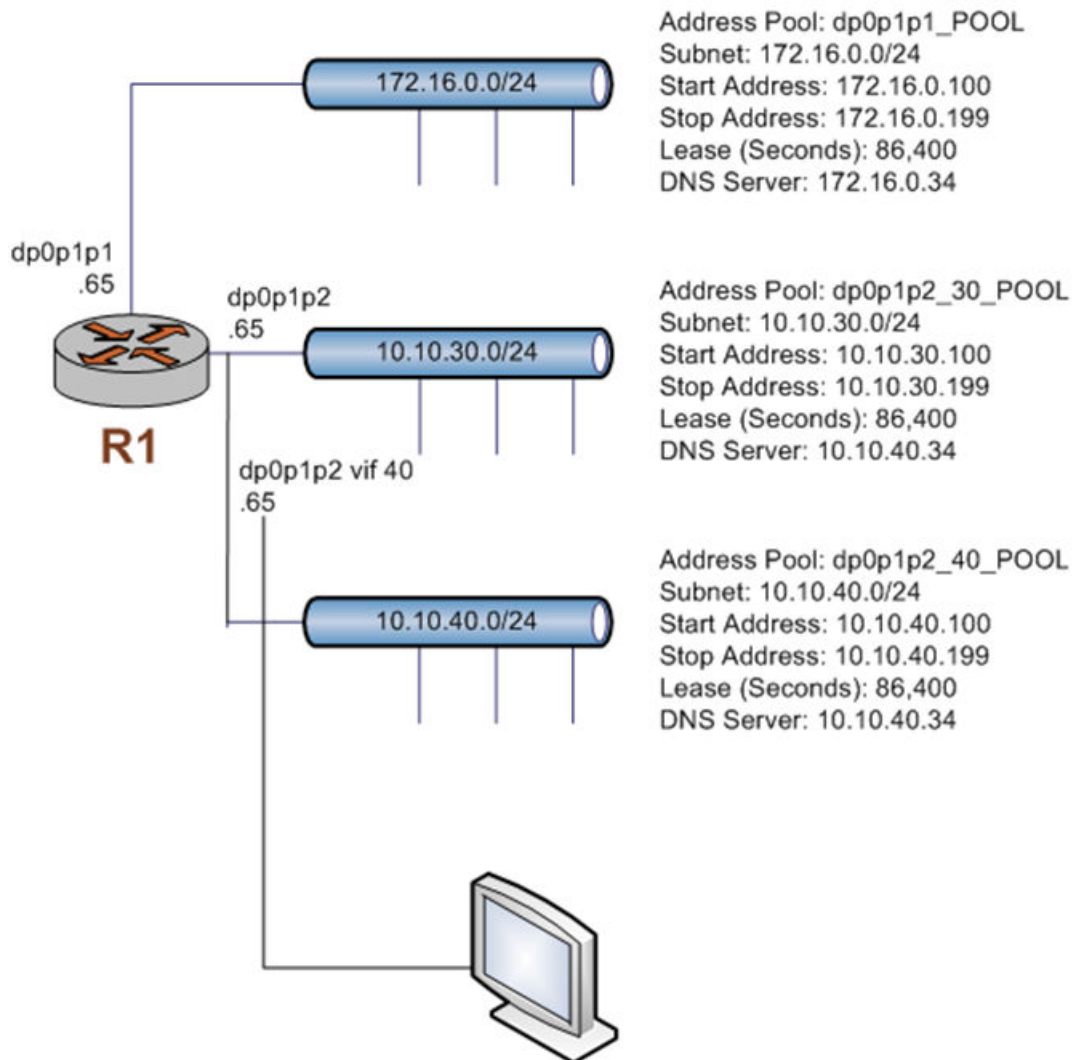 172.16.0.0/24
Address Pool: dp0p1p1_POOL
Subnet: 172.16.0.0/24
Start Address: 172.16.0.100
Stop Address: 172.16.0.199
Lease (Seconds): 86,400
DNS Server: 172.16.0.34
dp0p1p1
.65
R1
dp0p1p2
.65
10.10.30.0/24
Address Pool: dp0p1p2_30_POOL
Subnet: 10.10.30.0/24
Start Address: 10.10.30.100
Stop Address: 10.10.30.199
Lease (Seconds): 86,400
DNS Server: 10.10.40.34
dp0p1p2 vif 40
.65
10.10.40.0/24
Address Pool: dp0p1p2_40_POOL
Subnet: 10.10.40.0/24
Start Address: 10.10.40.100
Stop Address: 10.10.40.199
Lease (Seconds): 86,400
DNS Server: 10.10.40.34